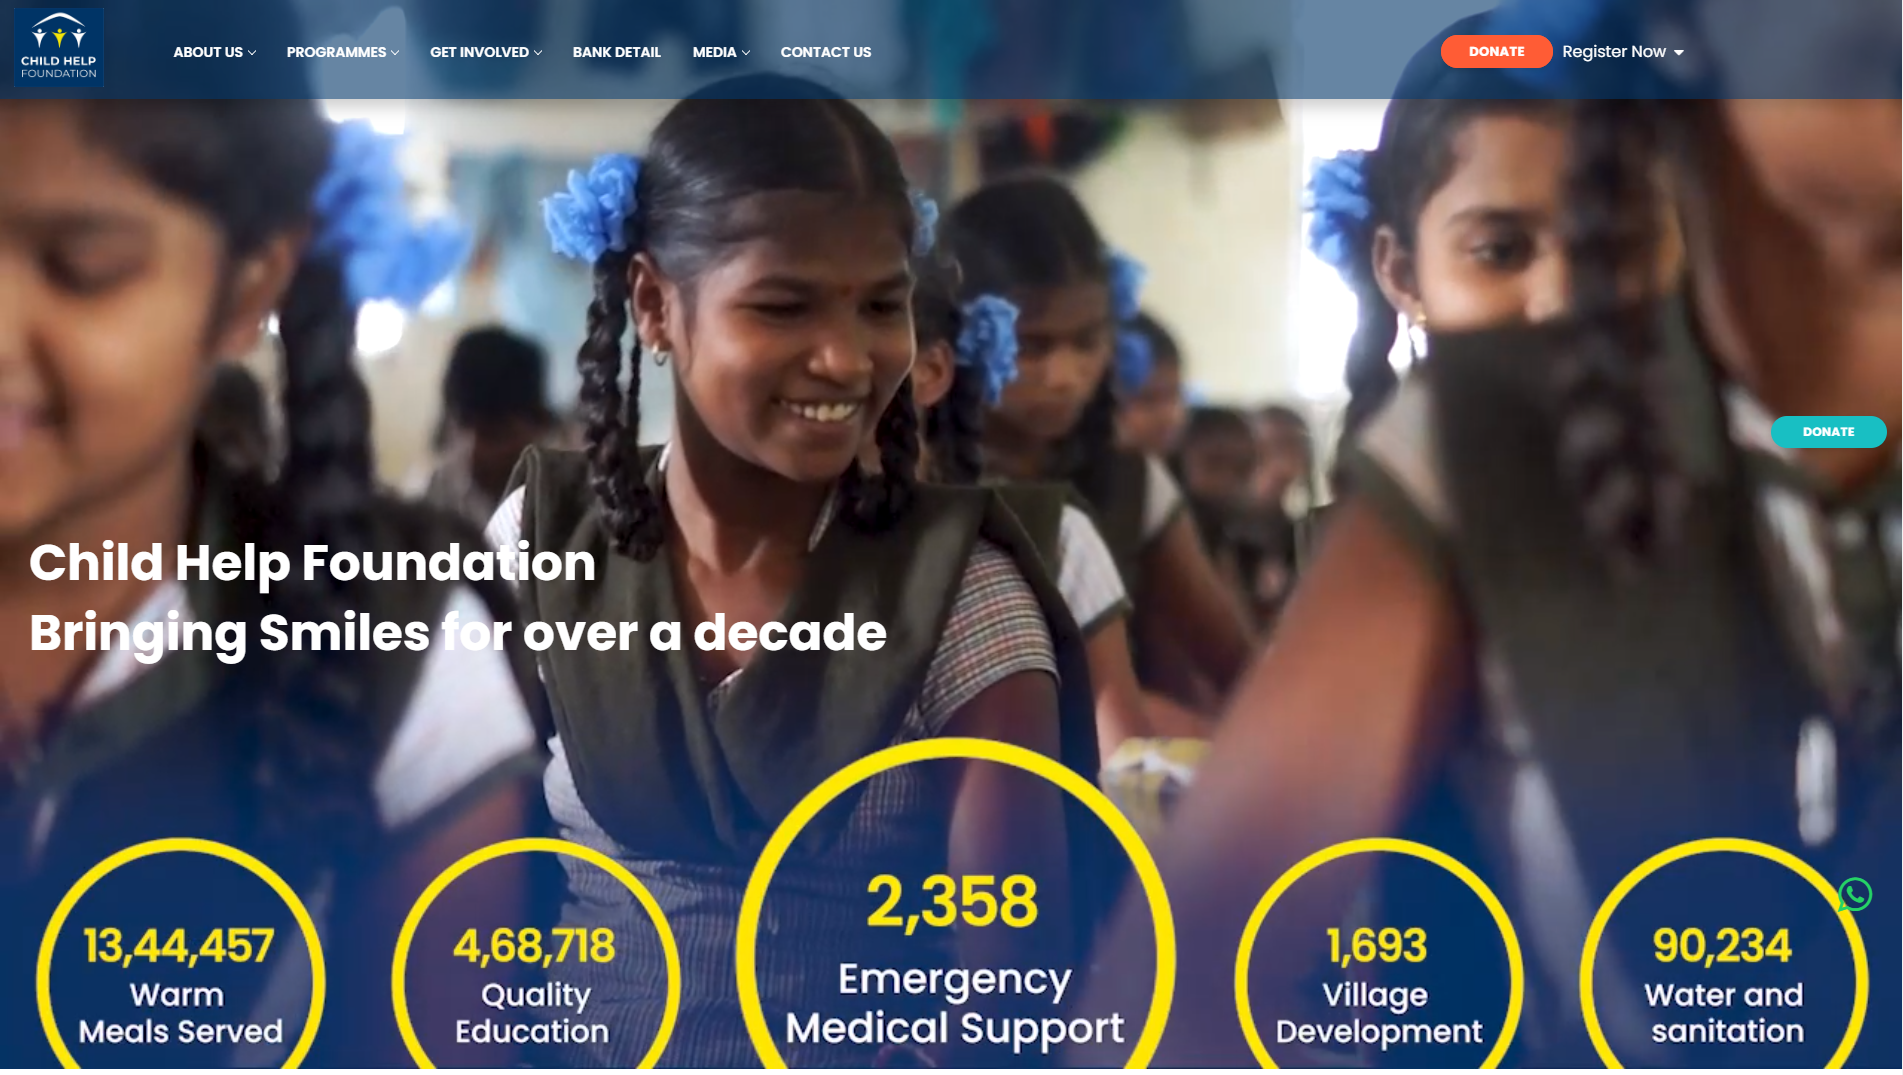 CHILD HELP
FOUNDATION
ABOUT US
PROGRAMMES
GET INVOLVED
BANK DETAIL
MEDIA
CONTACT US
DONATE
Register Now
DONATE
Child Help Foundation
Bringing Smiles for over a decade
13,44,457
Warm
Meals Served
4,68,718
Quality
Education
2,358
Emergency
Medical Support
1,693
Village
Development
90,234
Water and
sanitation